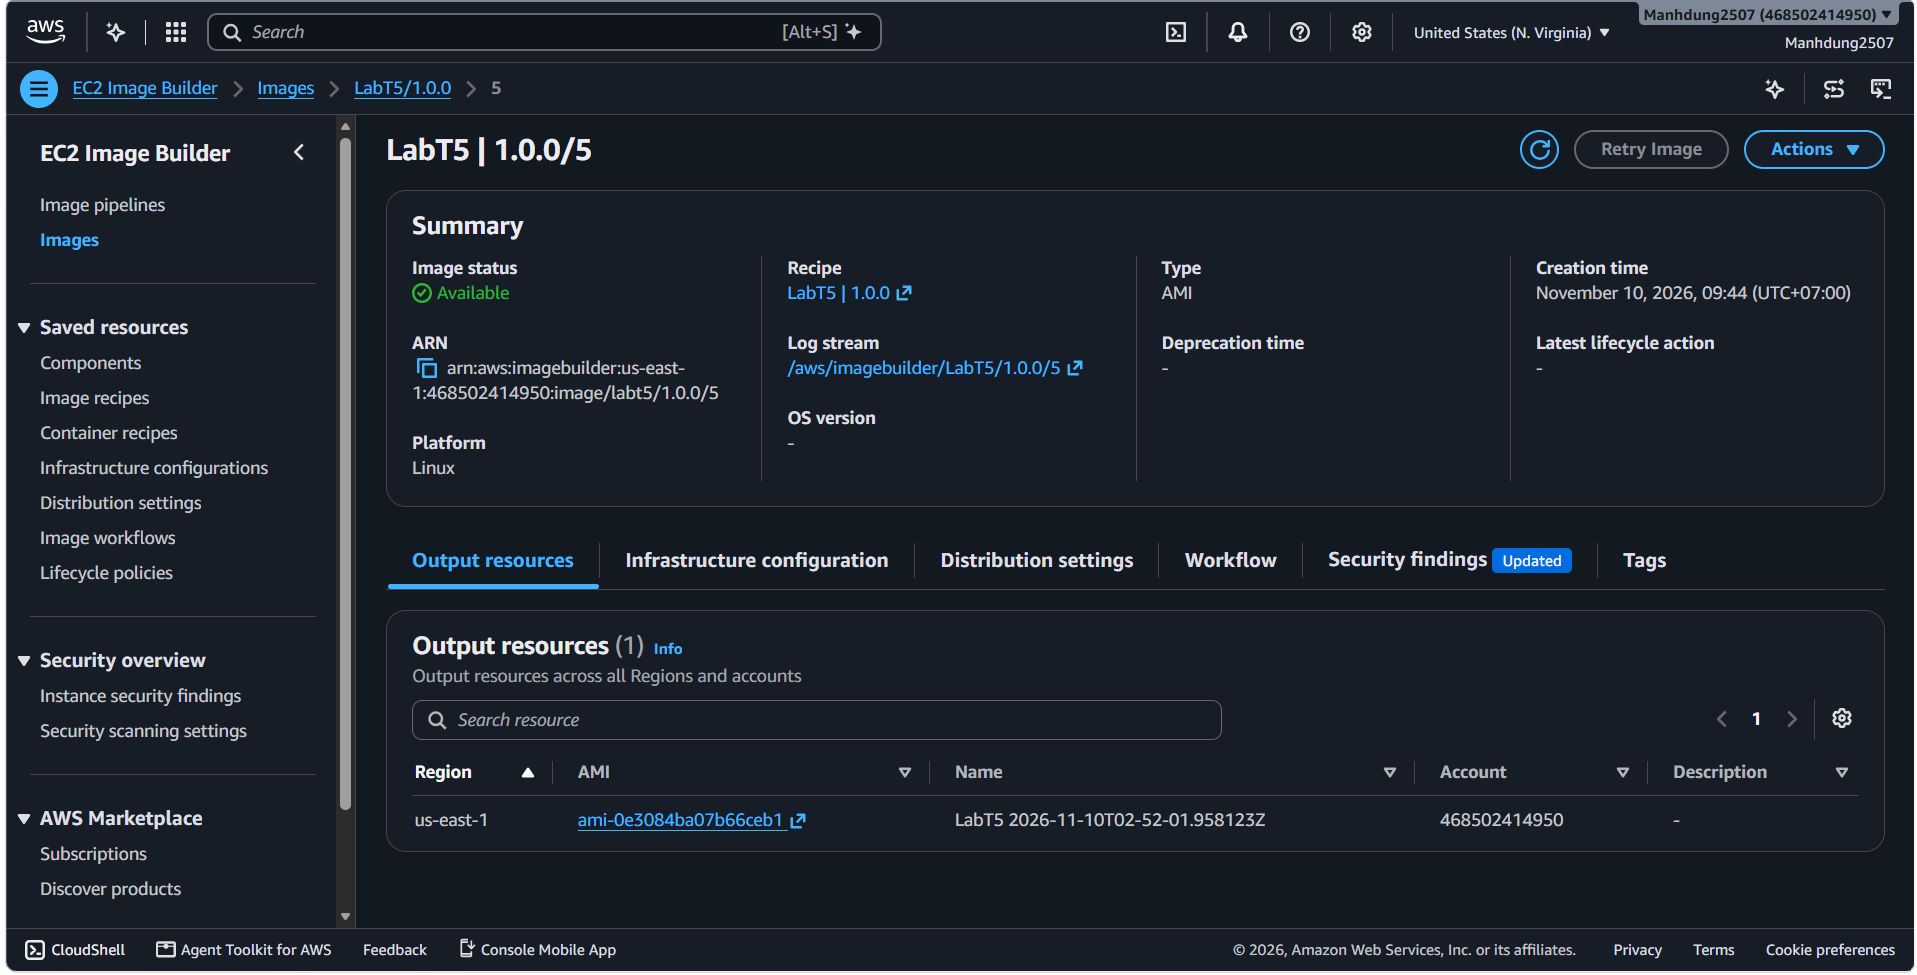 aws
Search [Alt+S]
United States (N. Virginia)
Manhdung2507 (468502414950)
Manhdung2507
EC2 Image Builder
Images
LabT5/1.0.0
5
EC2 Image Builder
Image pipelines
Images
Saved resources
Components
Image recipes
Container recipes
Infrastructure configurations
Distribution settings
Image workflows
Lifecycle policies
Security overview
Instance security findings
Security scanning settings
AWS Marketplace
Subscriptions
Discover products
LabT5 | 1.0.0/5
Retry Image
Actions
Summary
Image status
Available
ARN
arn:aws:imagebuilder:us-east-
1:468502414950:image/labt5/1.0.0/5
Platform
Linux
Recipe
LabT5 | 1.0.0
Log stream
/aws/imagebuilder/LabT5/1.0.0/5
OS version
-
Type
AMI
Deprecation time
-
Creation time
November 10, 2026, 09:44 (UTC+07:00)
Latest lifecycle action
-
Output resources
Infrastructure configuration
Distribution settings
Workflow
Security findings Updated
Tags
Output resources (1) Info
Output resources across all Regions and accounts
Search resource
1
Region AMI Name Account Description
us-east-1 ami-0e3084ba07b66ceb1 LabT5 2026-11-10T02-52-01.958123Z 468502414950 -
CloudShell Agent Toolkit for AWS Feedback Console Mobile App © 2026, Amazon Web Services, Inc. or its affiliates. Privacy Terms Cookie preferences